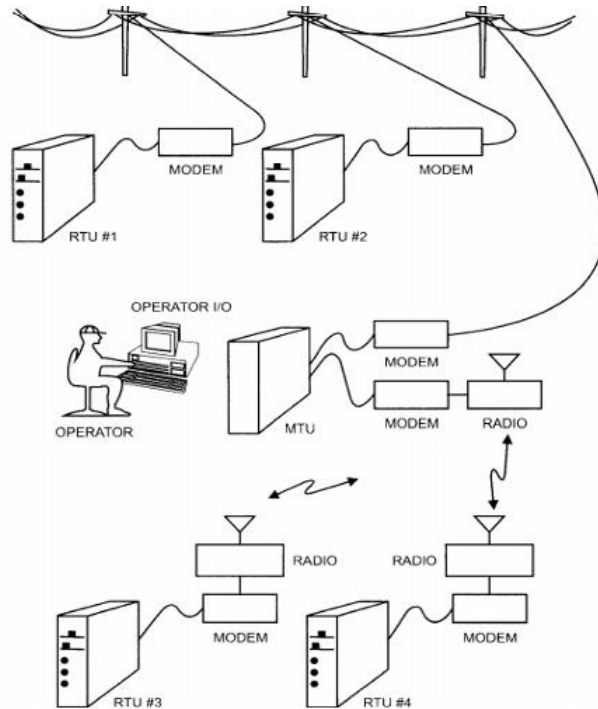 MODEM
MODEM
RTU #1
RTU #2
OPERATOR I/O
MODEM
OPERATOR
MTU
MODEM
RADIO
RADIO
RADIO
MODEM
MODEM
RTU #3
RTU #4